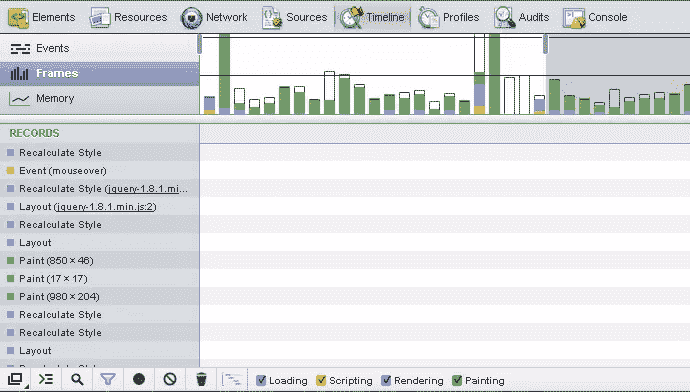 Elements Resources Network Sources Timeline Profiles Audits Console
Events
Frames
Memory
RECORDS
Recalculate Style
Event (mouseover)
Recalculate Style (jquery-1.8.1.mi...
Layout (jquery-1.8.1.min.js:2)
Recalculate Style
Layout
Paint (850 × 46)
Paint (17 × 17)
Paint (980 × 204)
Recalculate Style
Recalculate Style
Layout
Recalculate Style
Loading Scripting Rendering Painting